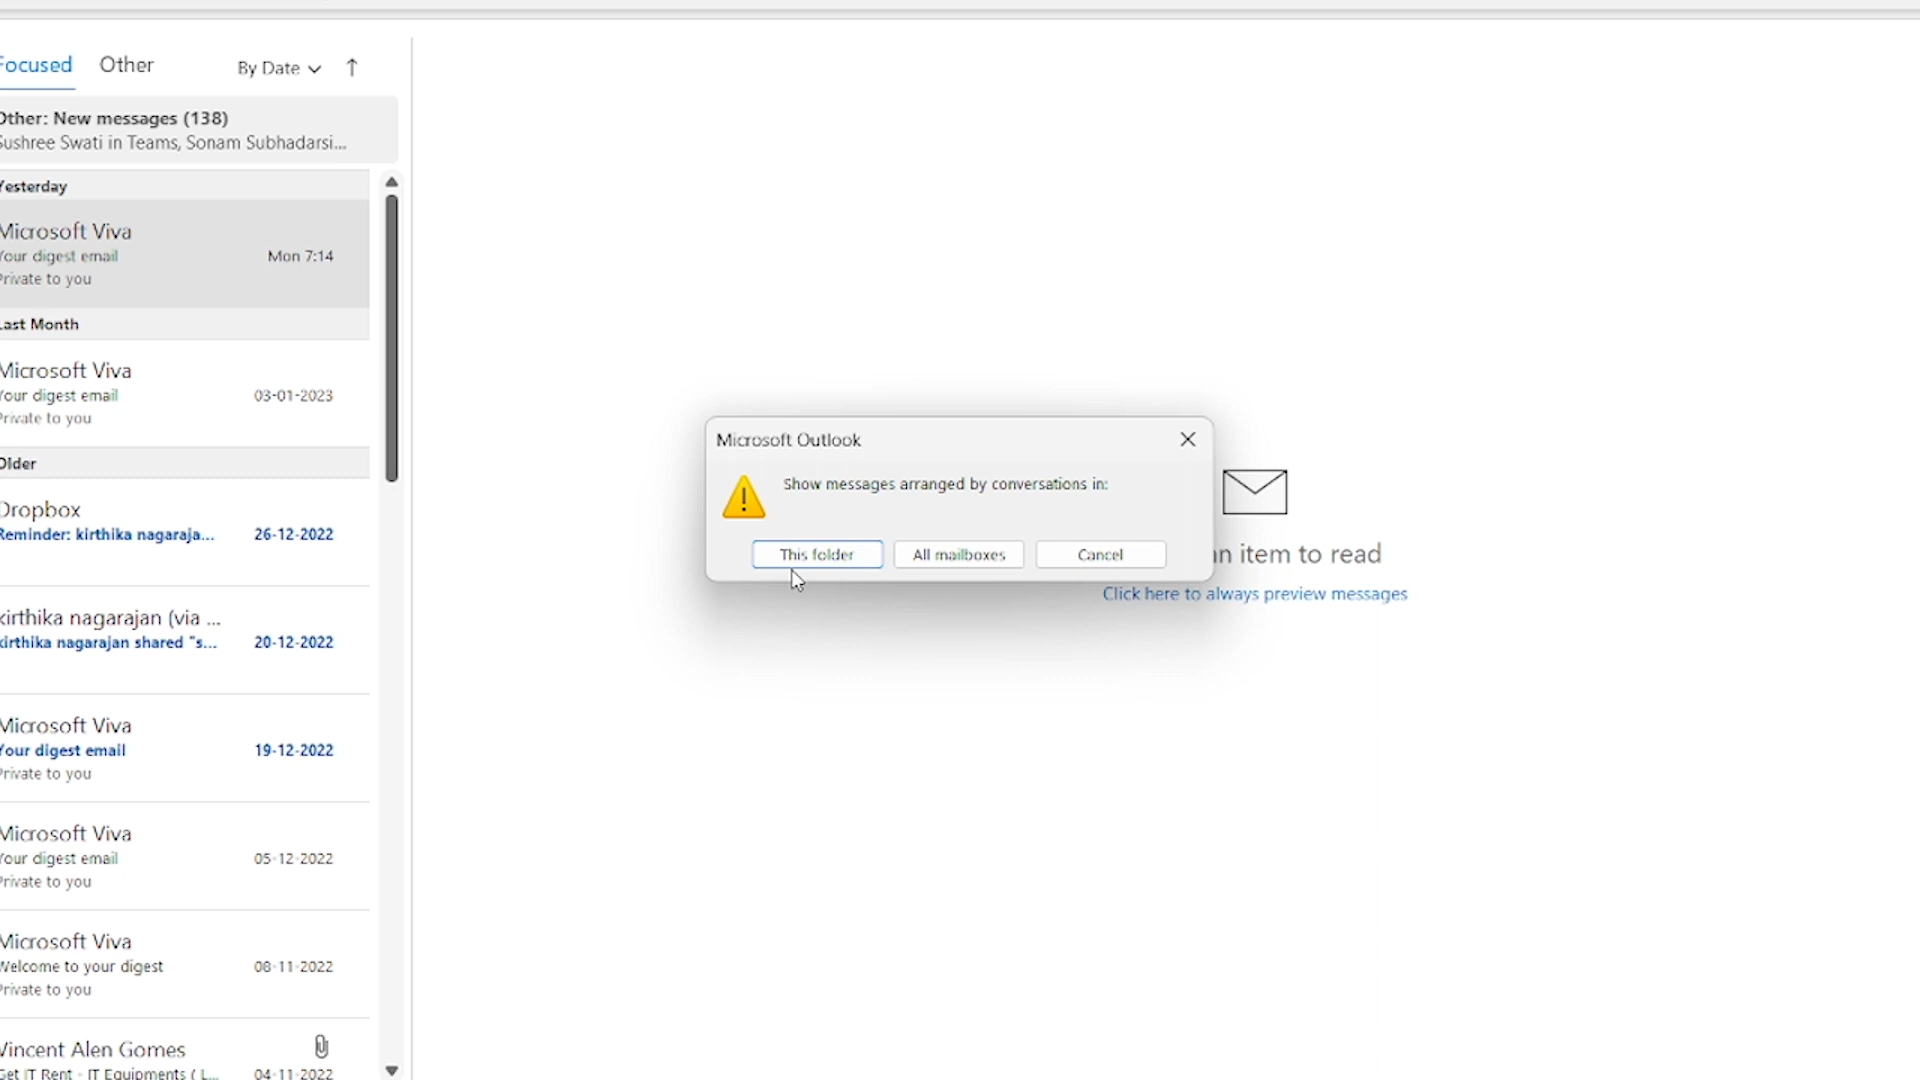 Focused Other By Date
Other: New messages (138)
Sushree Swati in Teams, Sonam Subhadarsi...
Yesterday
Microsoft Viva
Your digest email Mon 7:14
Private to you
Last Month
Microsoft Viva
Your digest email 03-01-2023
Private to you
Older
Dropbox
Reminder: kirthika nagaraja... 26-12-2022
kirthika nagarajan (via ...
kirthika nagarajan shared "s... 20-12-2022
Microsoft Viva
Your digest email 19-12-2022
Private to you
Microsoft Viva
Your digest email 05-12-2022
Private to you
Microsoft Viva
Welcome to your digest 08-11-2022
Private to you
Vincent Alen Gomes
Get IT Rent - IT Equipments ( L... 04-11-2022
Microsoft Outlook
Show messages arranged by conversations in:
This folder All mailboxes Cancel
an item to read
Click here to always preview messages